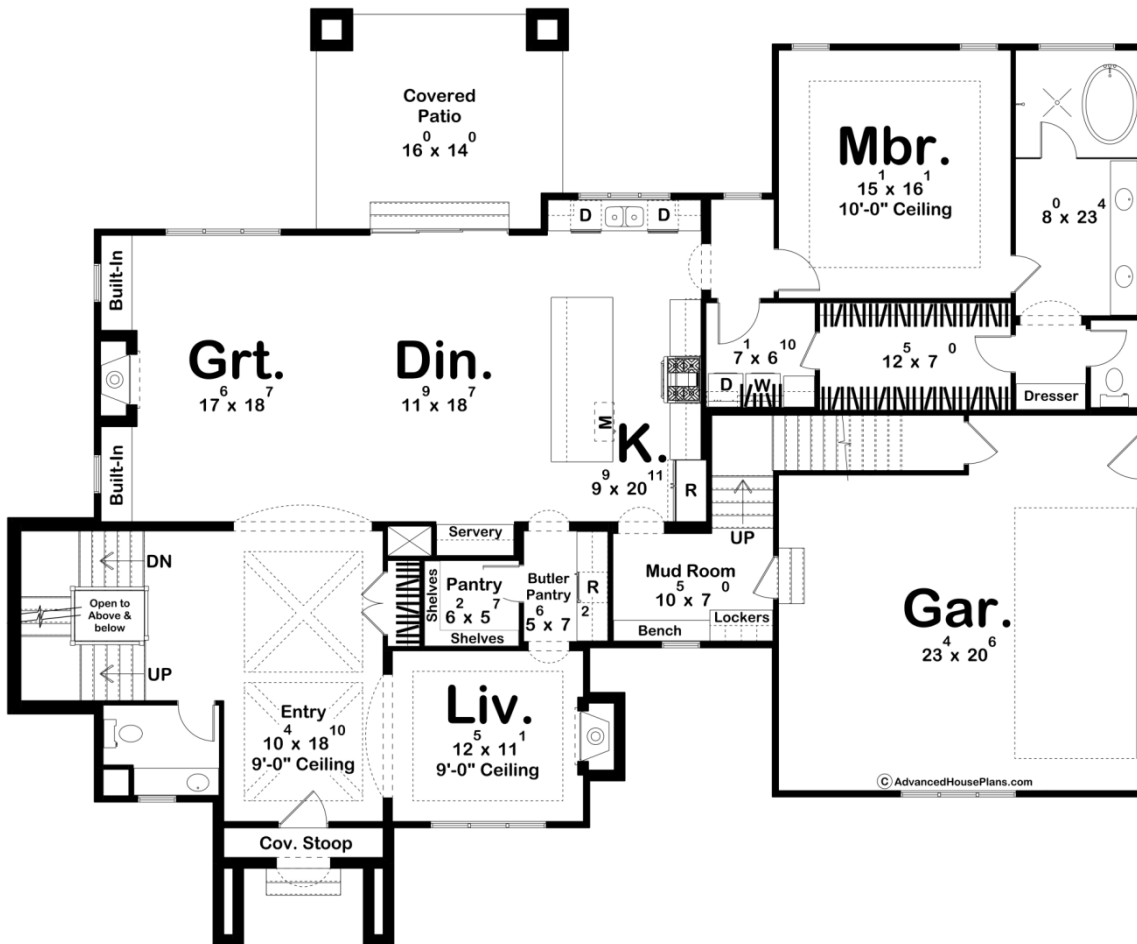 Covered
Patio
16⁰ x 14⁰
Mbr.
15¹ x 16¹
10'-0" Ceiling
8⁰ x 23⁴
D
D
Built-In
Grt.
17⁶ x 18⁷
Din.
11⁹ x 18⁷
7¹ x 6¹⁰
D
W
12⁵ x 7⁰
Dresser
M
K.
9⁹ x 20¹¹
R
Built-In
Servery
UP
DN
Open to
Above &
below
UP
Shelves
Pantry
6² x 5⁷
Shelves
Butler
Pantry
5⁶ x 7²
R
Mud Room
10⁵ x 7⁰
Bench
Lockers
Gar.
23⁴ x 20⁶
Entry
10⁴ x 18¹⁰
9'-0" Ceiling
Liv.
12⁵ x 11¹
9'-0" Ceiling
© AdvancedHousePlans.com
Cov. Stoop